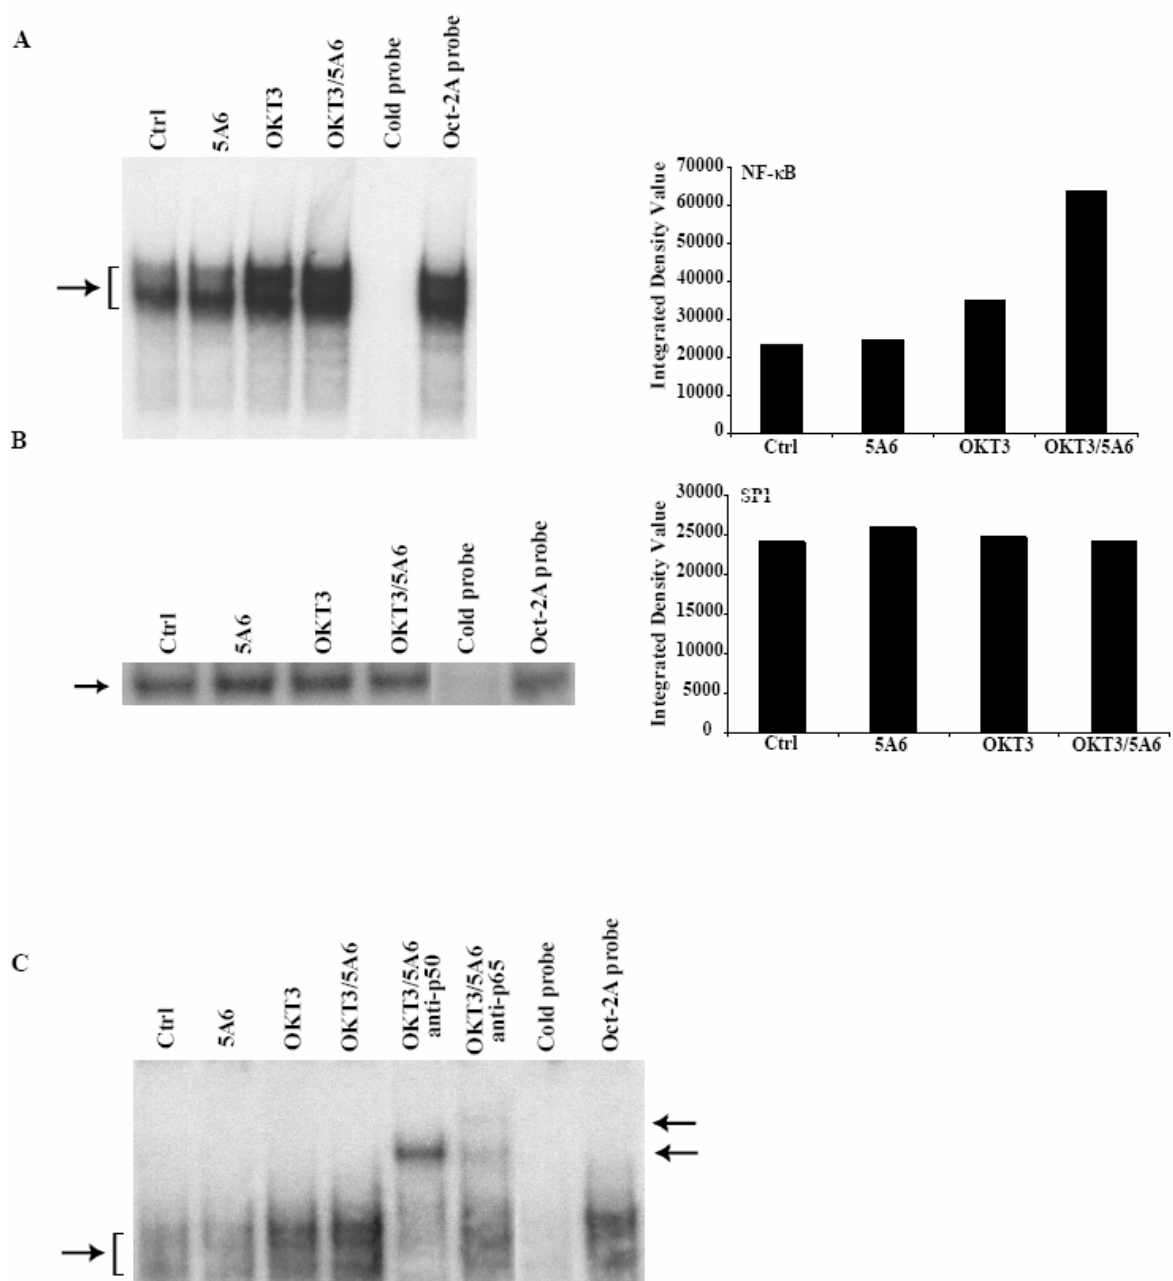 A
Ctrl
5A6
OKT3
OKT3/5A6
Cold probe
Oct-2A probe
NF-κB
Integrated Density Value
70000
60000
50000
40000
30000
20000
10000
0
Ctrl
5A6
OKT3
OKT3/5A6
B
Ctrl
5A6
OKT3
OKT3/5A6
Cold probe
Oct-2A probe
SP1
Integrated Density Value
30000
25000
20000
15000
10000
5000
0
Ctrl
5A6
OKT3
OKT3/5A6
C
Ctrl
5A6
OKT3
OKT3/5A6
OKT3/5A6
anti-p50
OKT3/5A6
anti-p65
Cold probe
Oct-2A probe